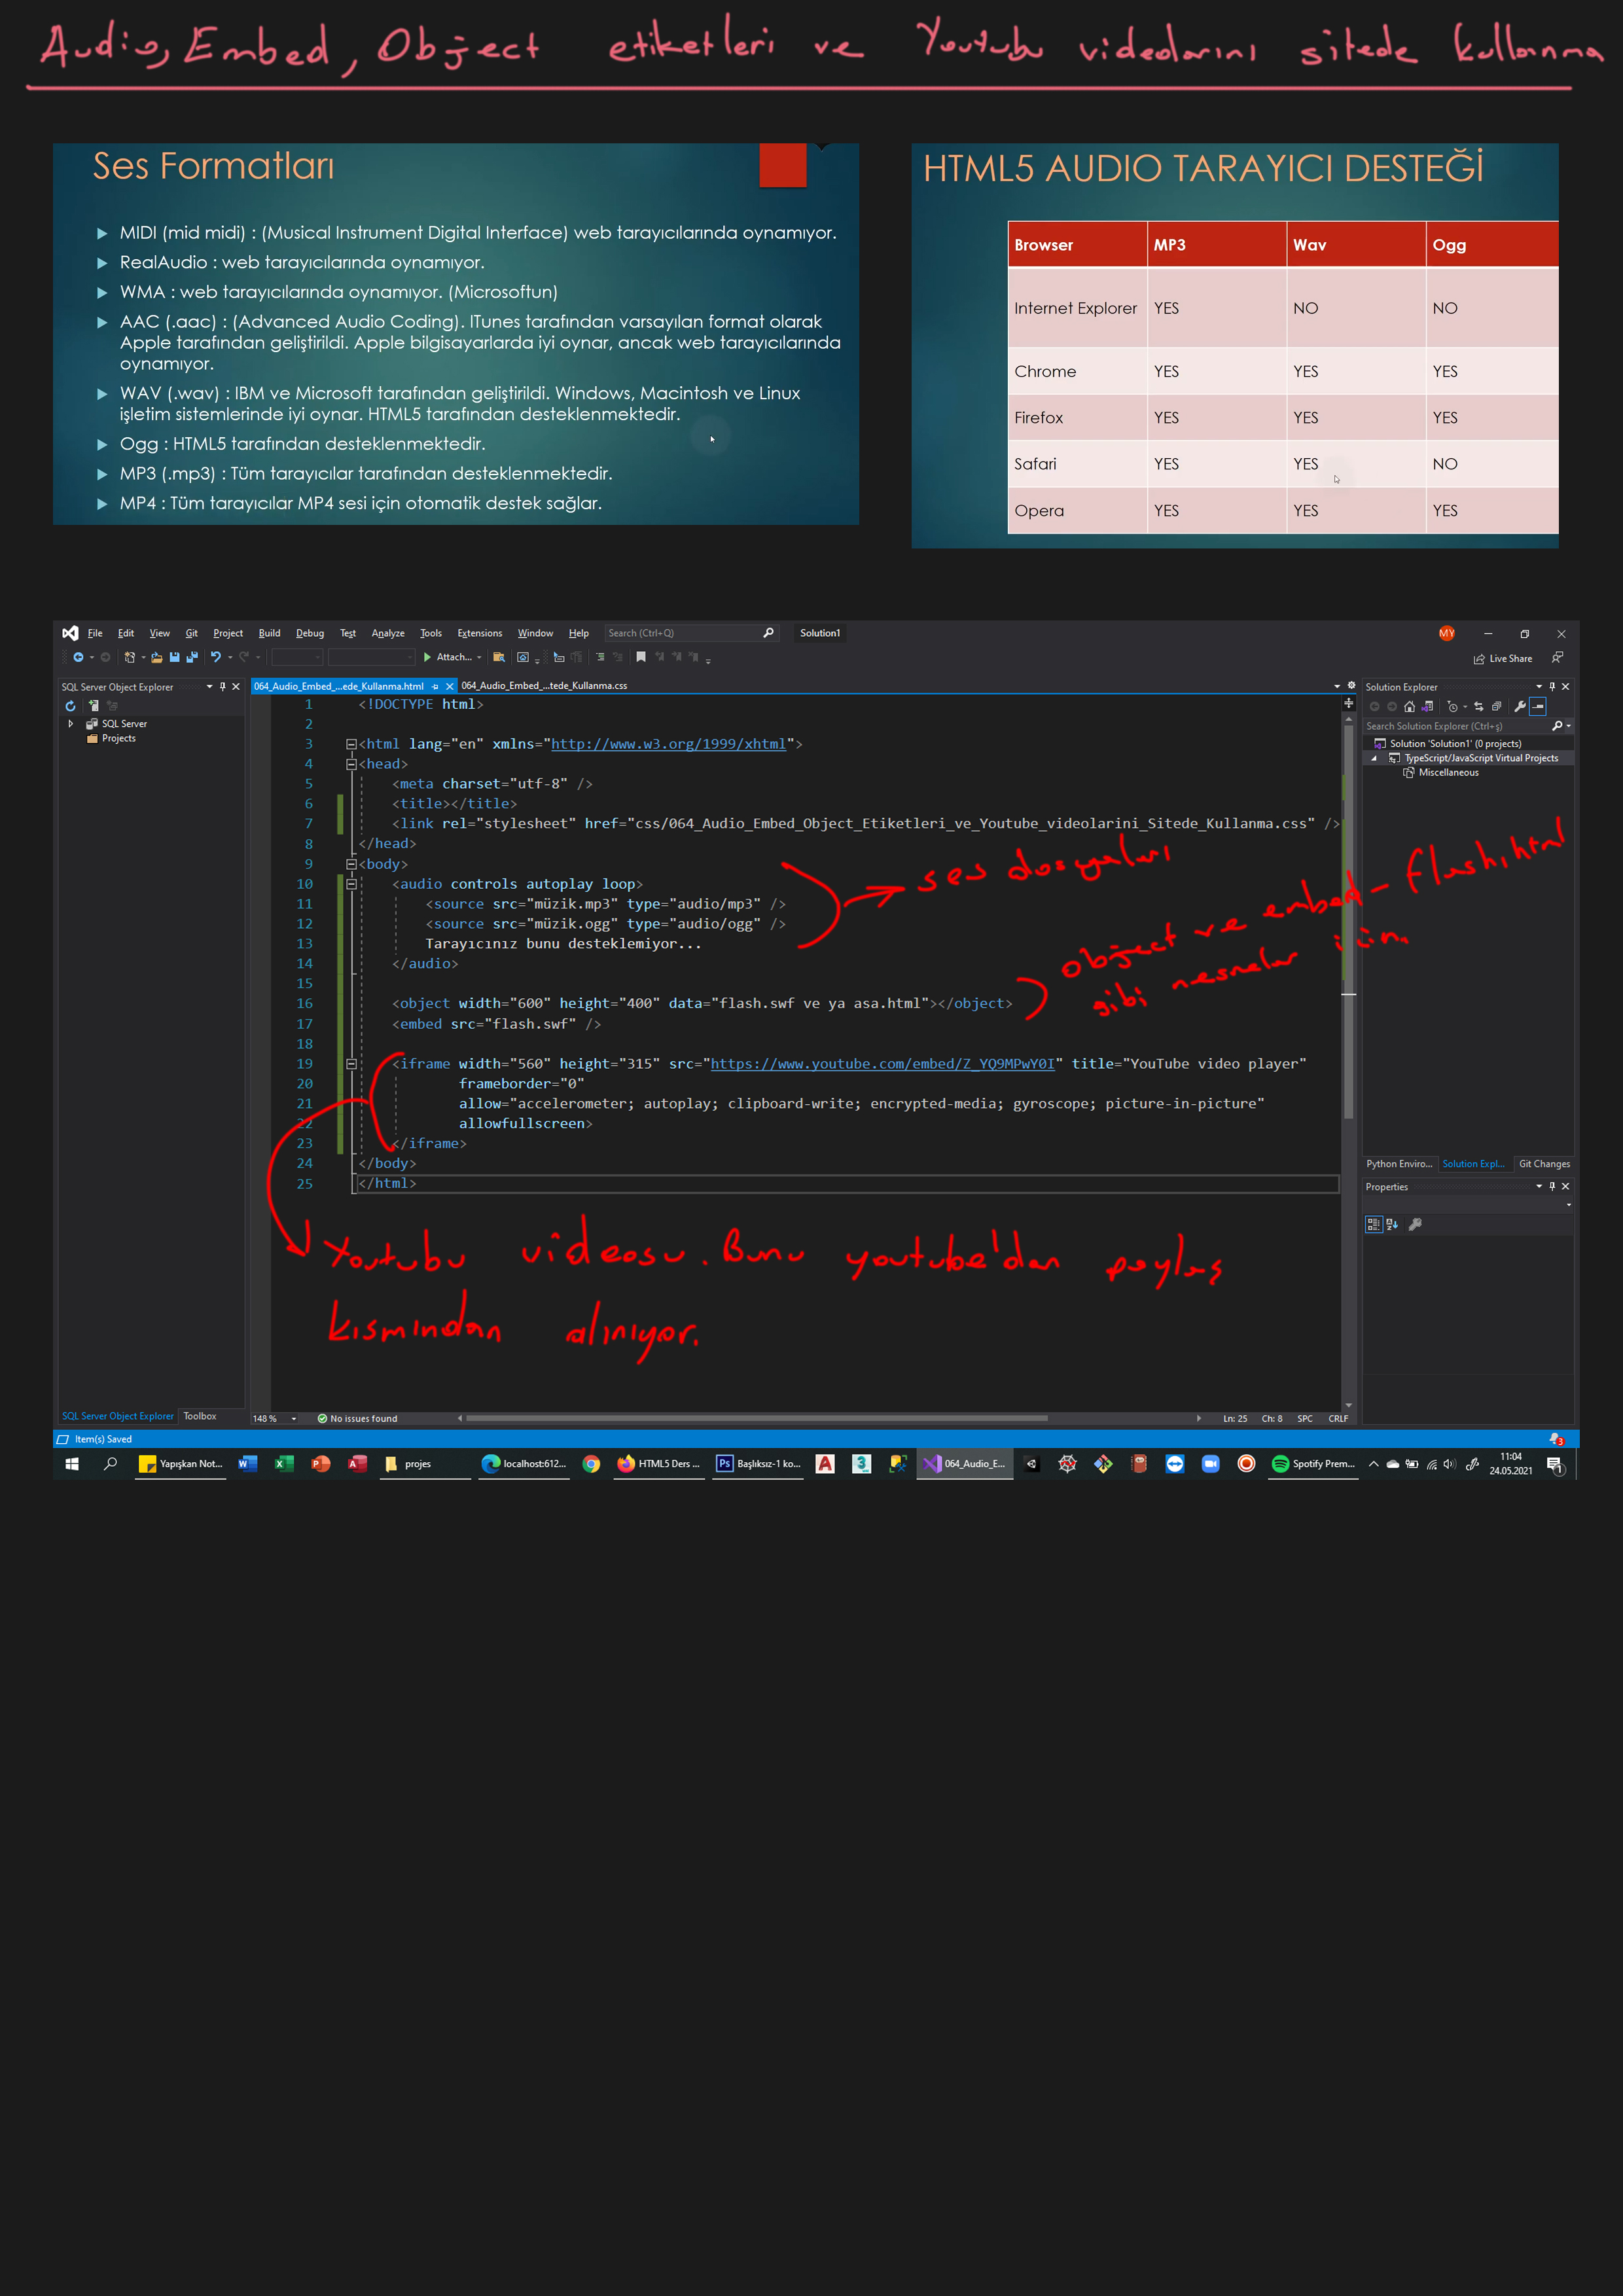 Audio, Embed, Object etiketleri ve Youtube videolarını sitede kullanma
Ses Formatları
MIDI (mid midi) : (Musical Instrument Digital Interface) web tarayıcılarında oynamıyor.
RealAudio : web tarayıcılarında oynamıyor.
WMA : web tarayıcılarında oynamıyor. (Microsoftun)
AAC (.aac) : (Advanced Audio Coding). ITunes tarafından varsayılan format olarak
Apple tarafından geliştirildi. Apple bilgisayarlarda iyi oynar, ancak web tarayıcılarında
oynamıyor.
WAV (.wav) : IBM ve Microsoft tarafından geliştirildi. Windows, Macintosh ve Linux
işletim sistemlerinde iyi oynar. HTML5 tarafından desteklenmektedir.
Ogg : HTML5 tarafından desteklenmektedir.
MP3 (.mp3) : Tüm tarayıcılar tarafından desteklenmektedir.
MP4 : Tüm tarayıcılar MP4 sesi için otomatik destek sağlar.
HTML5 AUDIO TARAYICI DESTEĞİ
Browser MP3 Wav Ogg
Internet Explorer YES NO NO
Chrome YES YES YES
Firefox YES YES YES
Safari YES YES NO
Opera YES YES YES
File Edit View Git Project Build Debug Test Analyze Tools Extensions Window Help Search (Ctrl+Q) Solution1 MY
Attach... Live Share
SQL Server Object Explorer
SQL Server
Projects
064_Audio_Embed_...ede_Kullanma.html 064_Audio_Embed_...tede_Kullanma.css
1 <!DOCTYPE html>
2
3 <html lang="en" xmlns="http://www.w3.org/1999/xhtml">
4 <head>
5 <meta charset="utf-8" />
6 <title></title>
7 <link rel="stylesheet" href="css/064_Audio_Embed_Object_Etiketleri_ve_Youtube_videolarini_Sitede_Kullanma.css" />
8 </head>
9 <body>
10 <audio controls autoplay loop>
11 <source src="müzik.mp3" type="audio/mp3" />
12 <source src="müzik.ogg" type="audio/ogg" />
13 Tarayıcınız bunu desteklemiyor...
14 </audio>
15
16 <object width="600" height="400" data="flash.swf ve ya asa.html"></object>
17 <embed src="flash.swf" />
18
19 <iframe width="560" height="315" src="https://www.youtube.com/embed/Z_YQ9MPwY0I" title="YouTube video player"
20 frameborder="0"
21 allow="accelerometer; autoplay; clipboard-write; encrypted-media; gyroscope; picture-in-picture"
22 allowfullscreen>
23 </iframe>
24 </body>
25 </html>
ses dosyaları
object ve embed - flash, html
gibi nesneler için.
Youtube videosu. Bunu youtube'dan paylaş
kısmından alınıyor.
Solution Explorer
Search Solution Explorer (Ctrl+ş)
Solution 'Solution1' (0 projects)
TypeScript/JavaScript Virtual Projects
Miscellaneous
Python Enviro... Solution Expl... Git Changes
Properties
SQL Server Object Explorer Toolbox
148 % No issues found Ln: 25 Ch: 8 SPC CRLF
Item(s) Saved 3
Yapışkan Not... projes localhost:612... HTML5 Ders ... Ps Başlıksız-1 ko... 064_Audio_E... Spotify Prem... 11:04
24.05.2021 1